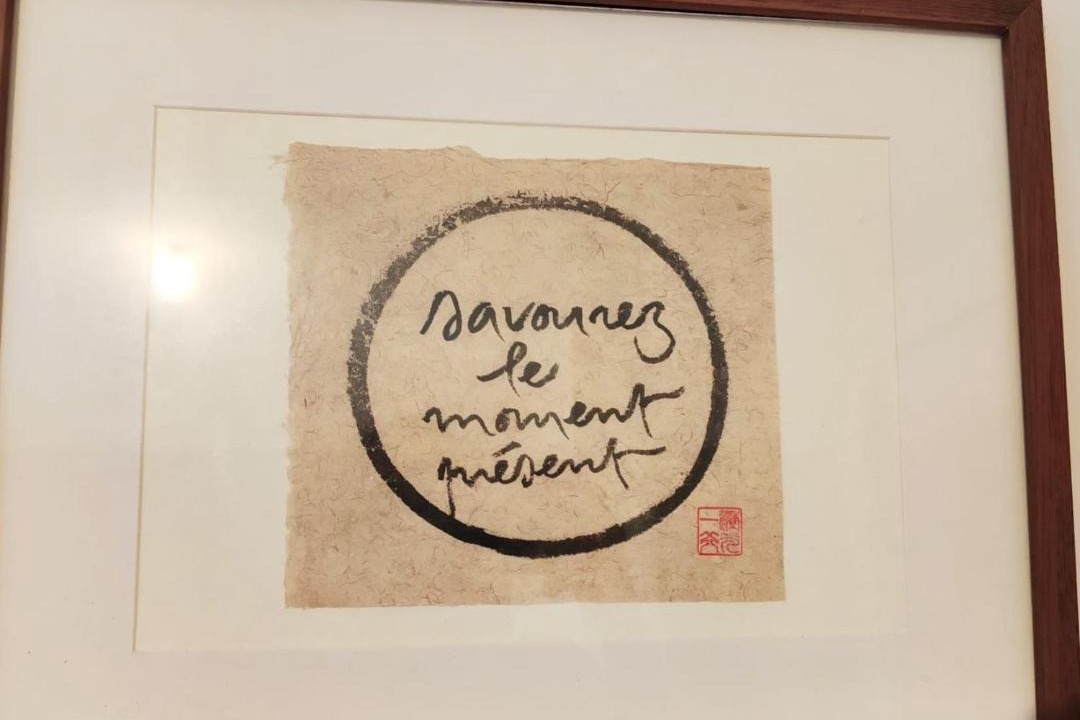 savourez
le
moment
présent